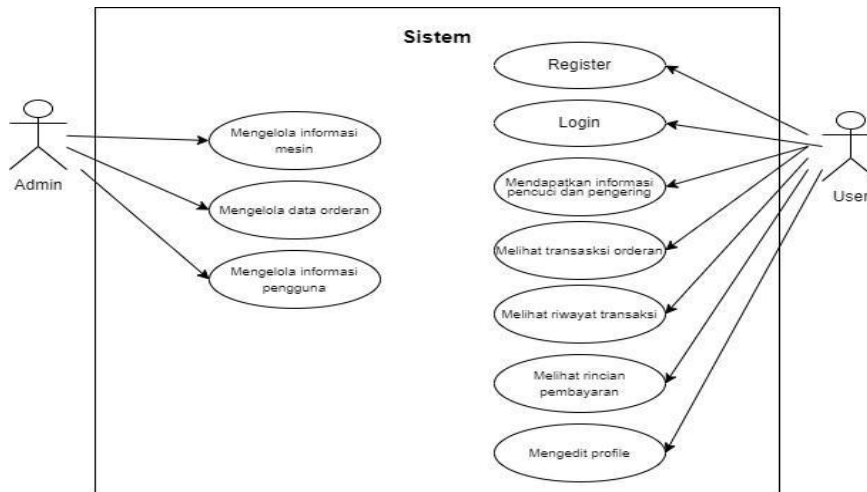 Sistem
Admin
Mengelola informasi
mesin
Mengelola data orderan
Mengelola informasi
pengguna
Register
Login
Mendapatkan informasi
pencuci dan pengering
Melihat transasksi orderan
Melihat riwayat transaksi
Melihat rincian
pembayaran
Mengedit profile
User